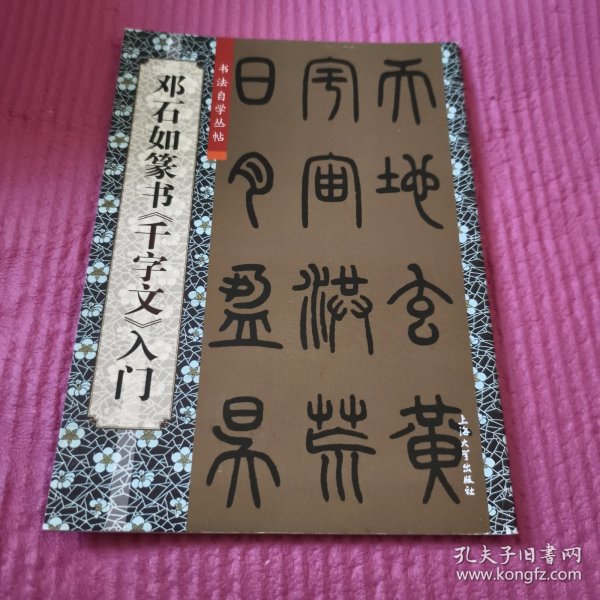 书法自学丛帖
邓石如篆书《千字文》入门
天地玄黄
宇宙洪荒
日月盈昃
上海大学出版社
孔夫子旧书网
www.kongfz.com